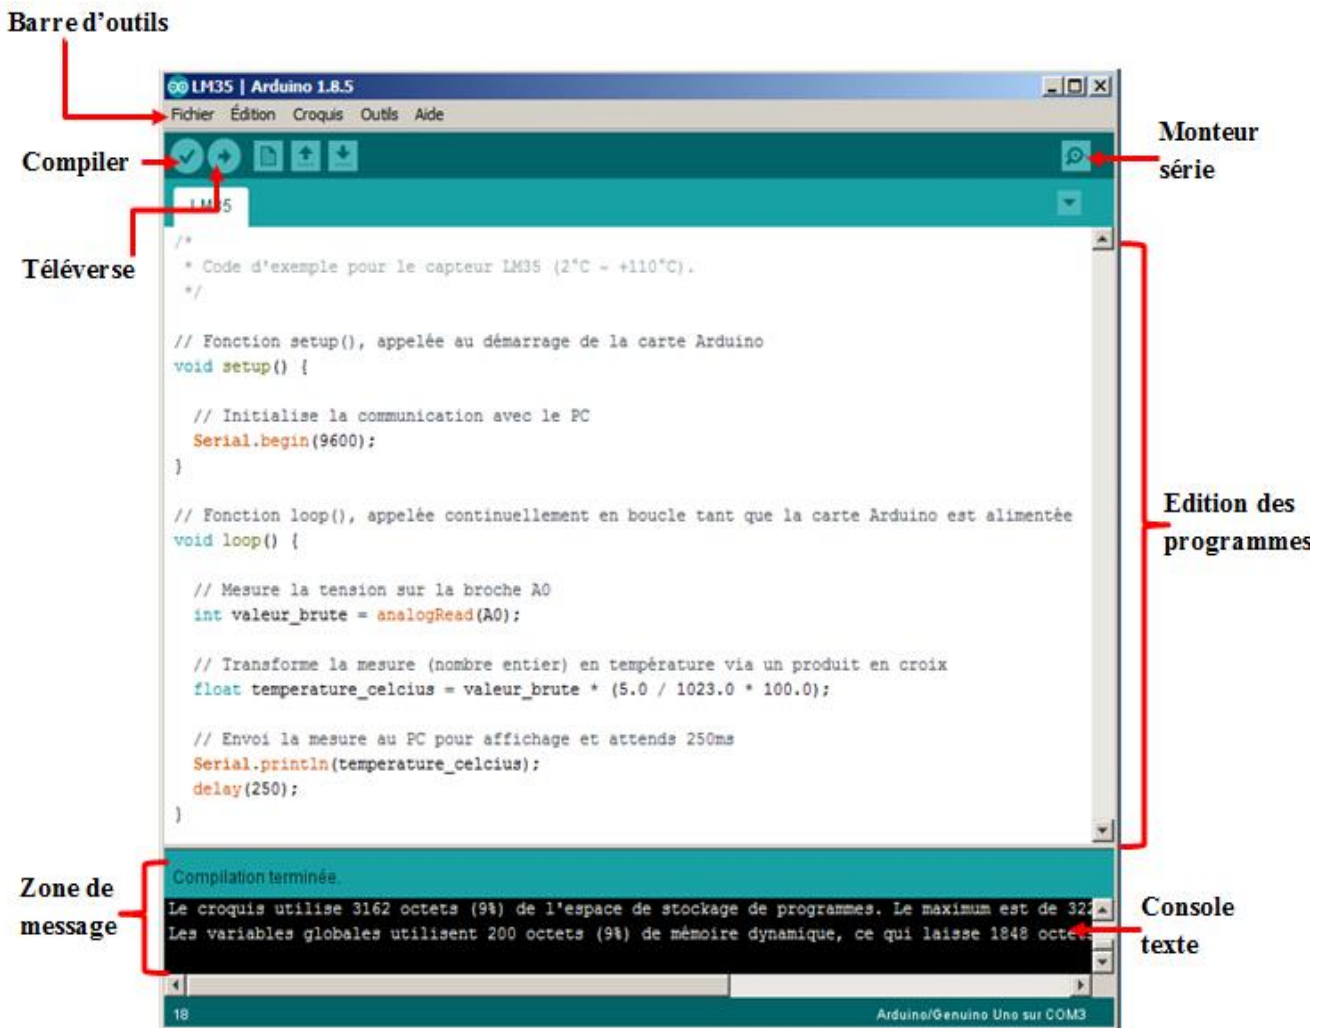 Barre d'outils
LM35 | Arduino 1.8.5
Fichier Édition Croquis Outils Aide
Compiler
Monteur
série
LM35
Téléverse
/*
* Code d'exemple pour le capteur LM35 (2°C ~ +110°C).
*/
// Fonction setup(), appelée au démarrage de la carte Arduino
void setup() {
// Initialise la communication avec le PC
Serial.begin(9600);
}
// Fonction loop(), appelée continuellement en boucle tant que la carte Arduino est alimentée
void loop() {
// Mesure la tension sur la broche A0
int valeur_brute = analogRead(A0);
// Transforme la mesure (nombre entier) en température via un produit en croix
float temperature_celcius = valeur_brute * (5.0 / 1023.0 * 100.0);
// Envoi la mesure au PC pour affichage et attends 250ms
Serial.println(temperature_celcius);
delay(250);
}
Edition des
programmes
Compilation terminée.
Le croquis utilise 3162 octets (9%) de l'espace de stockage de programmes. Le maximum est de 322
Les variables globales utilisent 200 octets (9%) de mémoire dynamique, ce qui laisse 1848 octets
Zone de
message
Console
texte
18
Arduino/Genuino Uno sur COM3